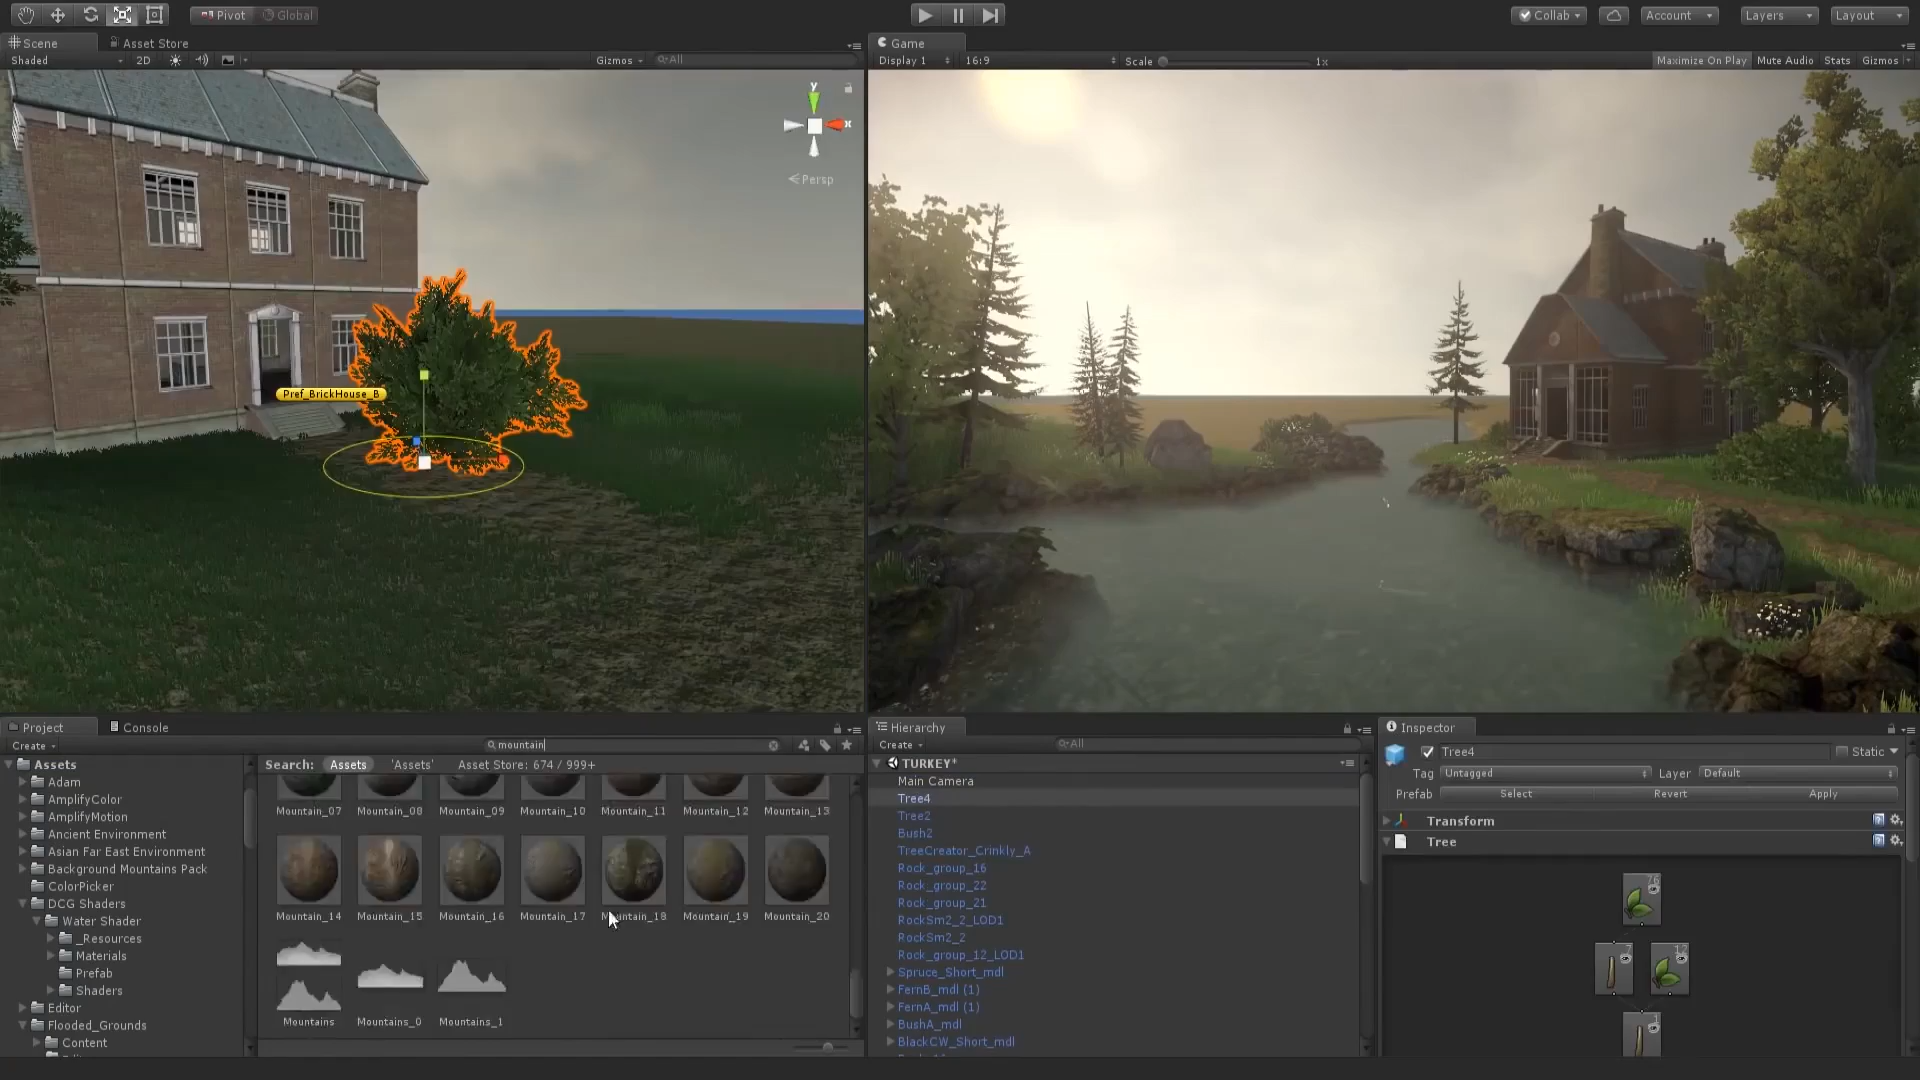 Pivot Global
Collab Account Layers Layout
Scene Asset Store
Shaded 2D Gizmos All
y
x
Persp
Pref_BrickHouse_B
Game
Display 1 16:9 Scale 1x Maximize On Play Mute Audio Stats Gizmos
Project Console
Create mountain
Assets
Adam
AmplifyColor
AmplifyMotion
Ancient Environment
Asian Far East Environment
Background Mountains Pack
ColorPicker
DCG Shaders
Water Shader
_Resources
Materials
Prefab
Shaders
Editor
Flooded_Grounds
Content
Search: Assets 'Assets' Asset Store: 674 / 999+
Mountain_07 Mountain_08 Mountain_09 Mountain_10 Mountain_11 Mountain_12 Mountain_13
Mountain_14 Mountain_15 Mountain_16 Mountain_17 Mountain_18 Mountain_19 Mountain_20
Mountains Mountains_0 Mountains_1
Hierarchy
Create All
TURKEY*
Main Camera
Tree4
Tree2
Bush2
TreeCreator_Crinkly_A
Rock_group_16
Rock_group_22
Rock_group_21
RockSm2_2_LOD1
RockSm2_2
Rock_group_12_LOD1
Spruce_Short_mdl
FernB_mdl (1)
FernA_mdl (1)
BushA_mdl
BlackCW_Short_mdl
Inspector
Tree4 Static
Tag Untagged Layer Default
Prefab Select Revert Apply
Transform
Tree